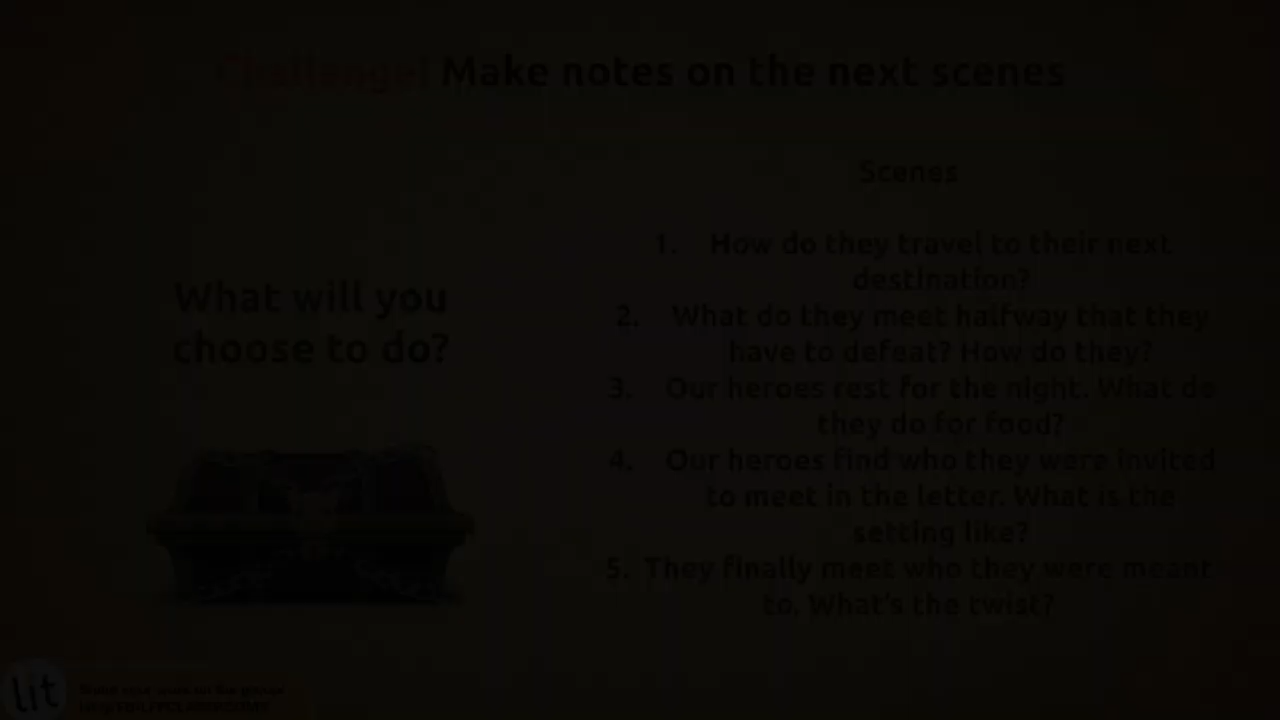 Challenge! Make notes on the next scenes
Scenes
What will you
choose to do?
1. How do they travel to their next
destination?
2. What do they meet halfway that they
have to defeat? How do they?
3. Our heroes rest for the night. What do
they do for food?
4. Our heroes find who they were invited
to meet in the letter. What is the
setting like?
5. They finally meet who they were meant
to. What's the twist?
lit